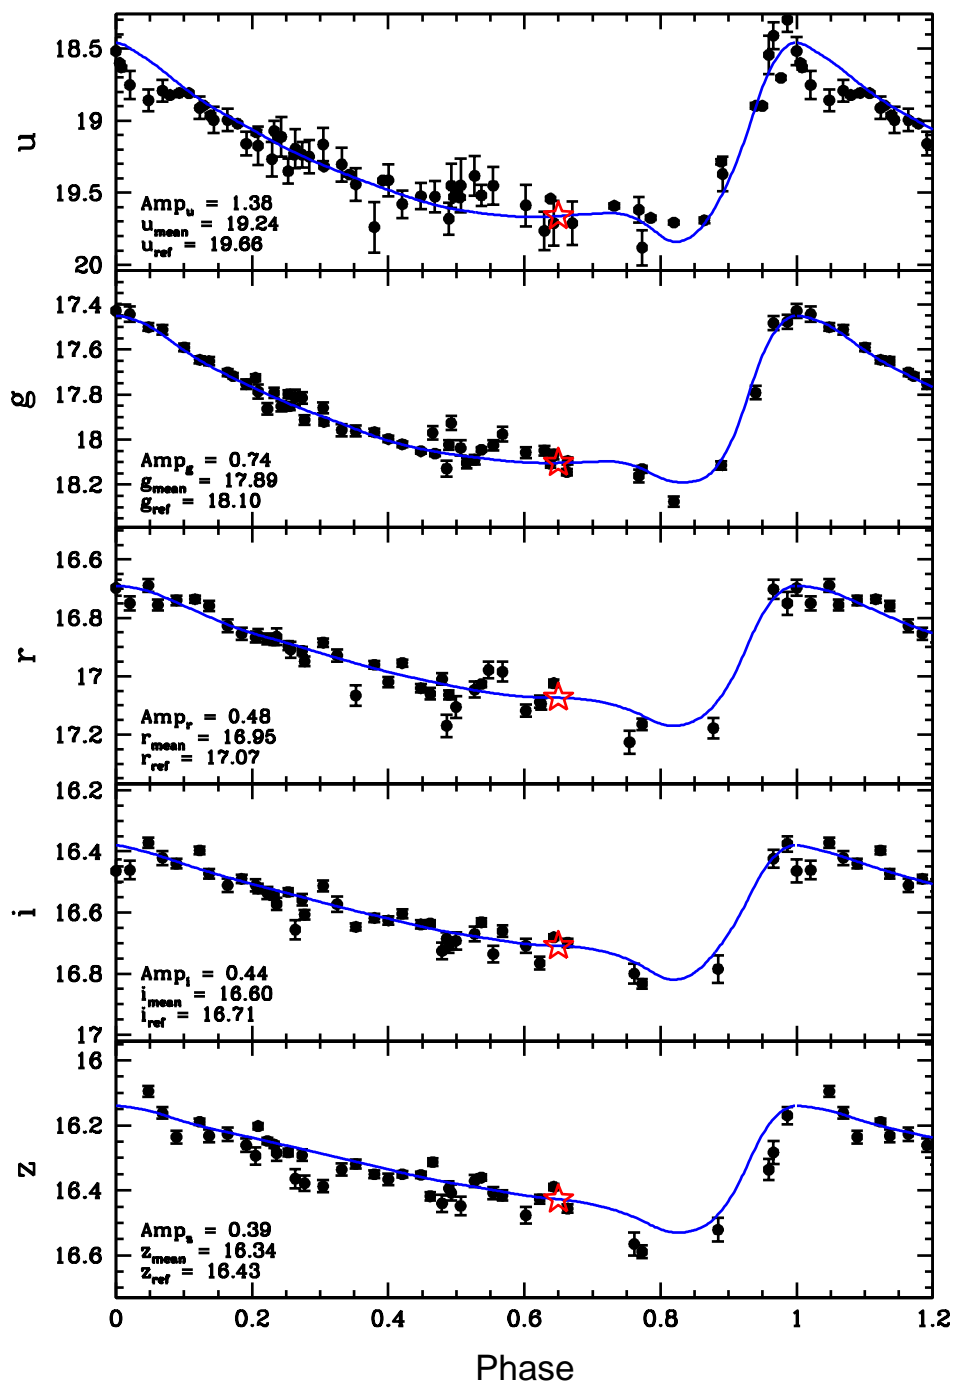 18.5
19
19.5
20
u
Amp_u = 1.38
u_mean = 19.24
u_ref = 19.66
17.4
17.6
17.8
18
18.2
g
Amp_g = 0.74
g_mean = 17.89
g_ref = 18.10
16.6
16.8
17
17.2
r
Amp_r = 0.48
r_mean = 16.95
r_ref = 17.07
16.2
16.4
16.6
16.8
17
i
Amp_i = 0.44
i_mean = 16.60
i_ref = 16.71
16
16.2
16.4
16.6
z
Amp_z = 0.39
z_mean = 16.34
z_ref = 16.43
0 0.2 0.4 0.6 0.8 1 1.2
Phase